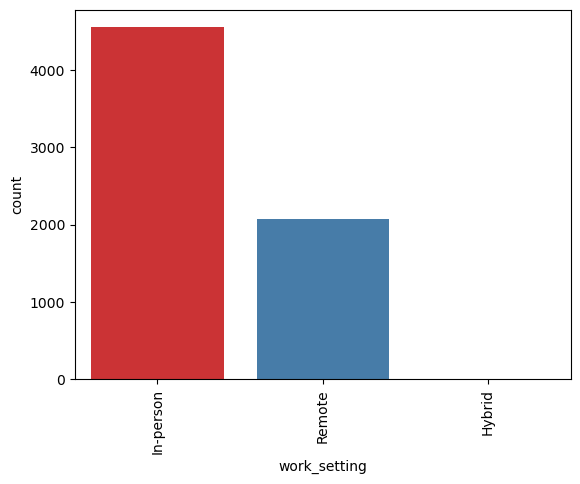 4000
3000
2000
1000
0
count
In-person
Remote
Hybrid
work_setting